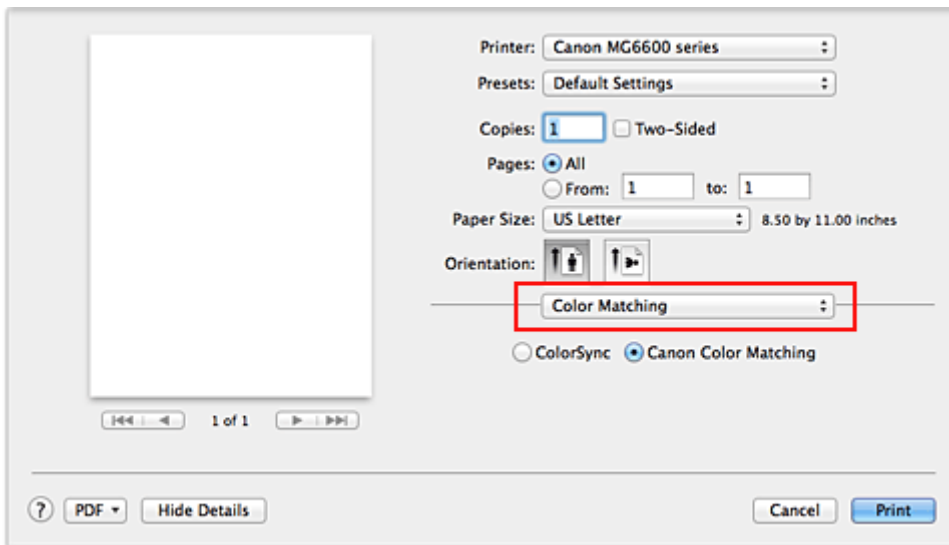 Printer: Canon MG6600 series
Presets: Default Settings
Copies: 1 Two-Sided
Pages: All
From: 1 to: 1
Paper Size: US Letter 8.50 by 11.00 inches
Orientation:
Color Matching
ColorSync Canon Color Matching
1 of 1
? PDF Hide Details Cancel Print